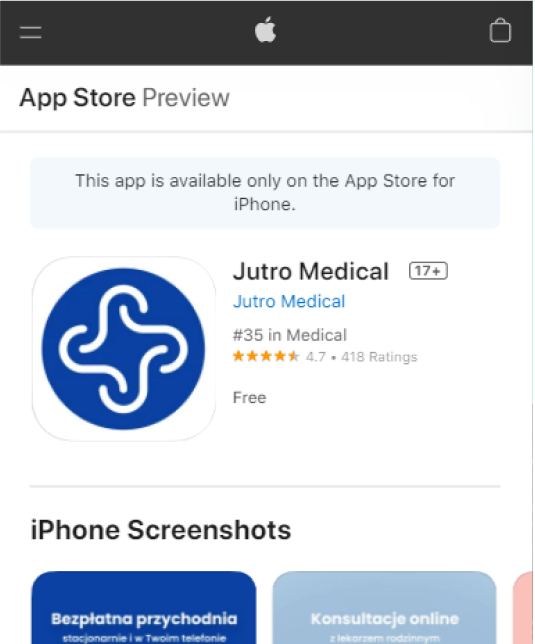 App Store Preview
This app is available only on the App Store for
iPhone.
Jutro Medical 17+
Jutro Medical
#35 in Medical
4.7 • 418 Ratings
Free
iPhone Screenshots
Bezpłatna przychodnia
stacjonarnie i w Twoim telefonie
Konsultacje online
z lekarzem rodzinnym